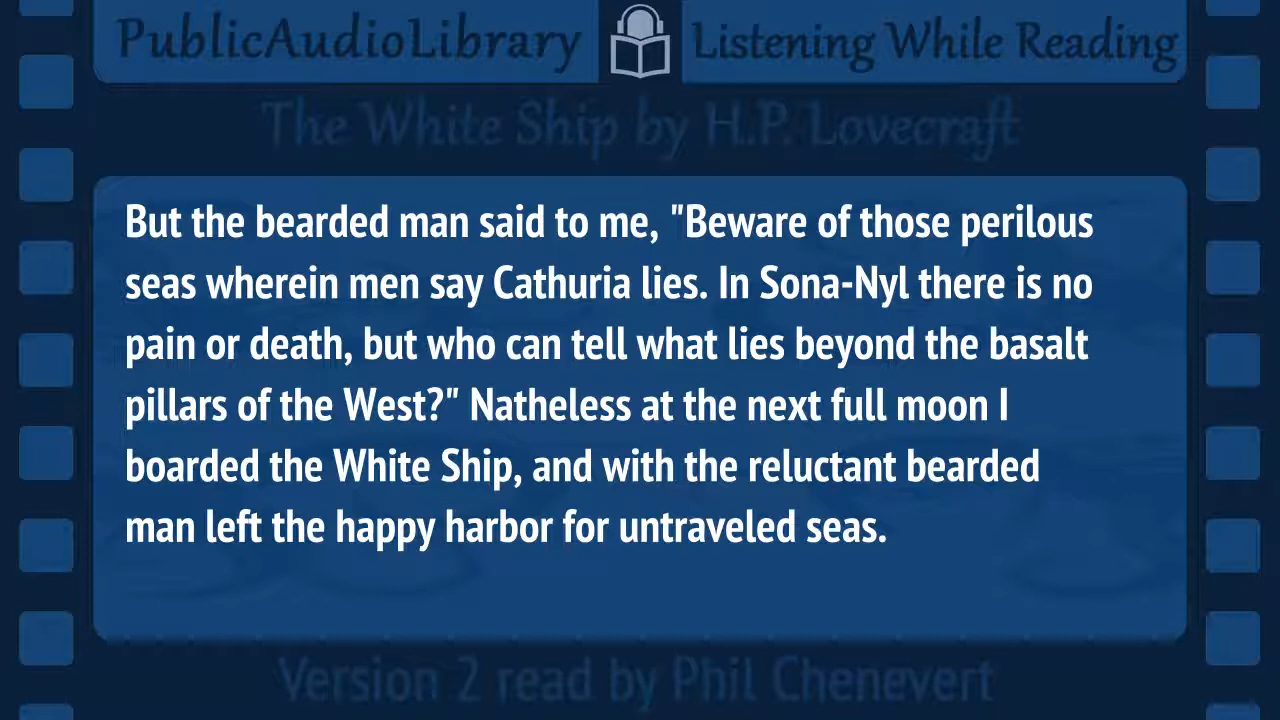 PublicAudioLibrary Listening While Reading
The White Ship by H.P. Lovecraft
But the bearded man said to me, "Beware of those perilous
seas wherein men say Cathuria lies. In Sona-Nyl there is no
pain or death, but who can tell what lies beyond the basalt
pillars of the West?" Natheless at the next full moon I
boarded the White Ship, and with the reluctant bearded
man left the happy harbor for untraveled seas.
Version 2 read by Phil Chenevert